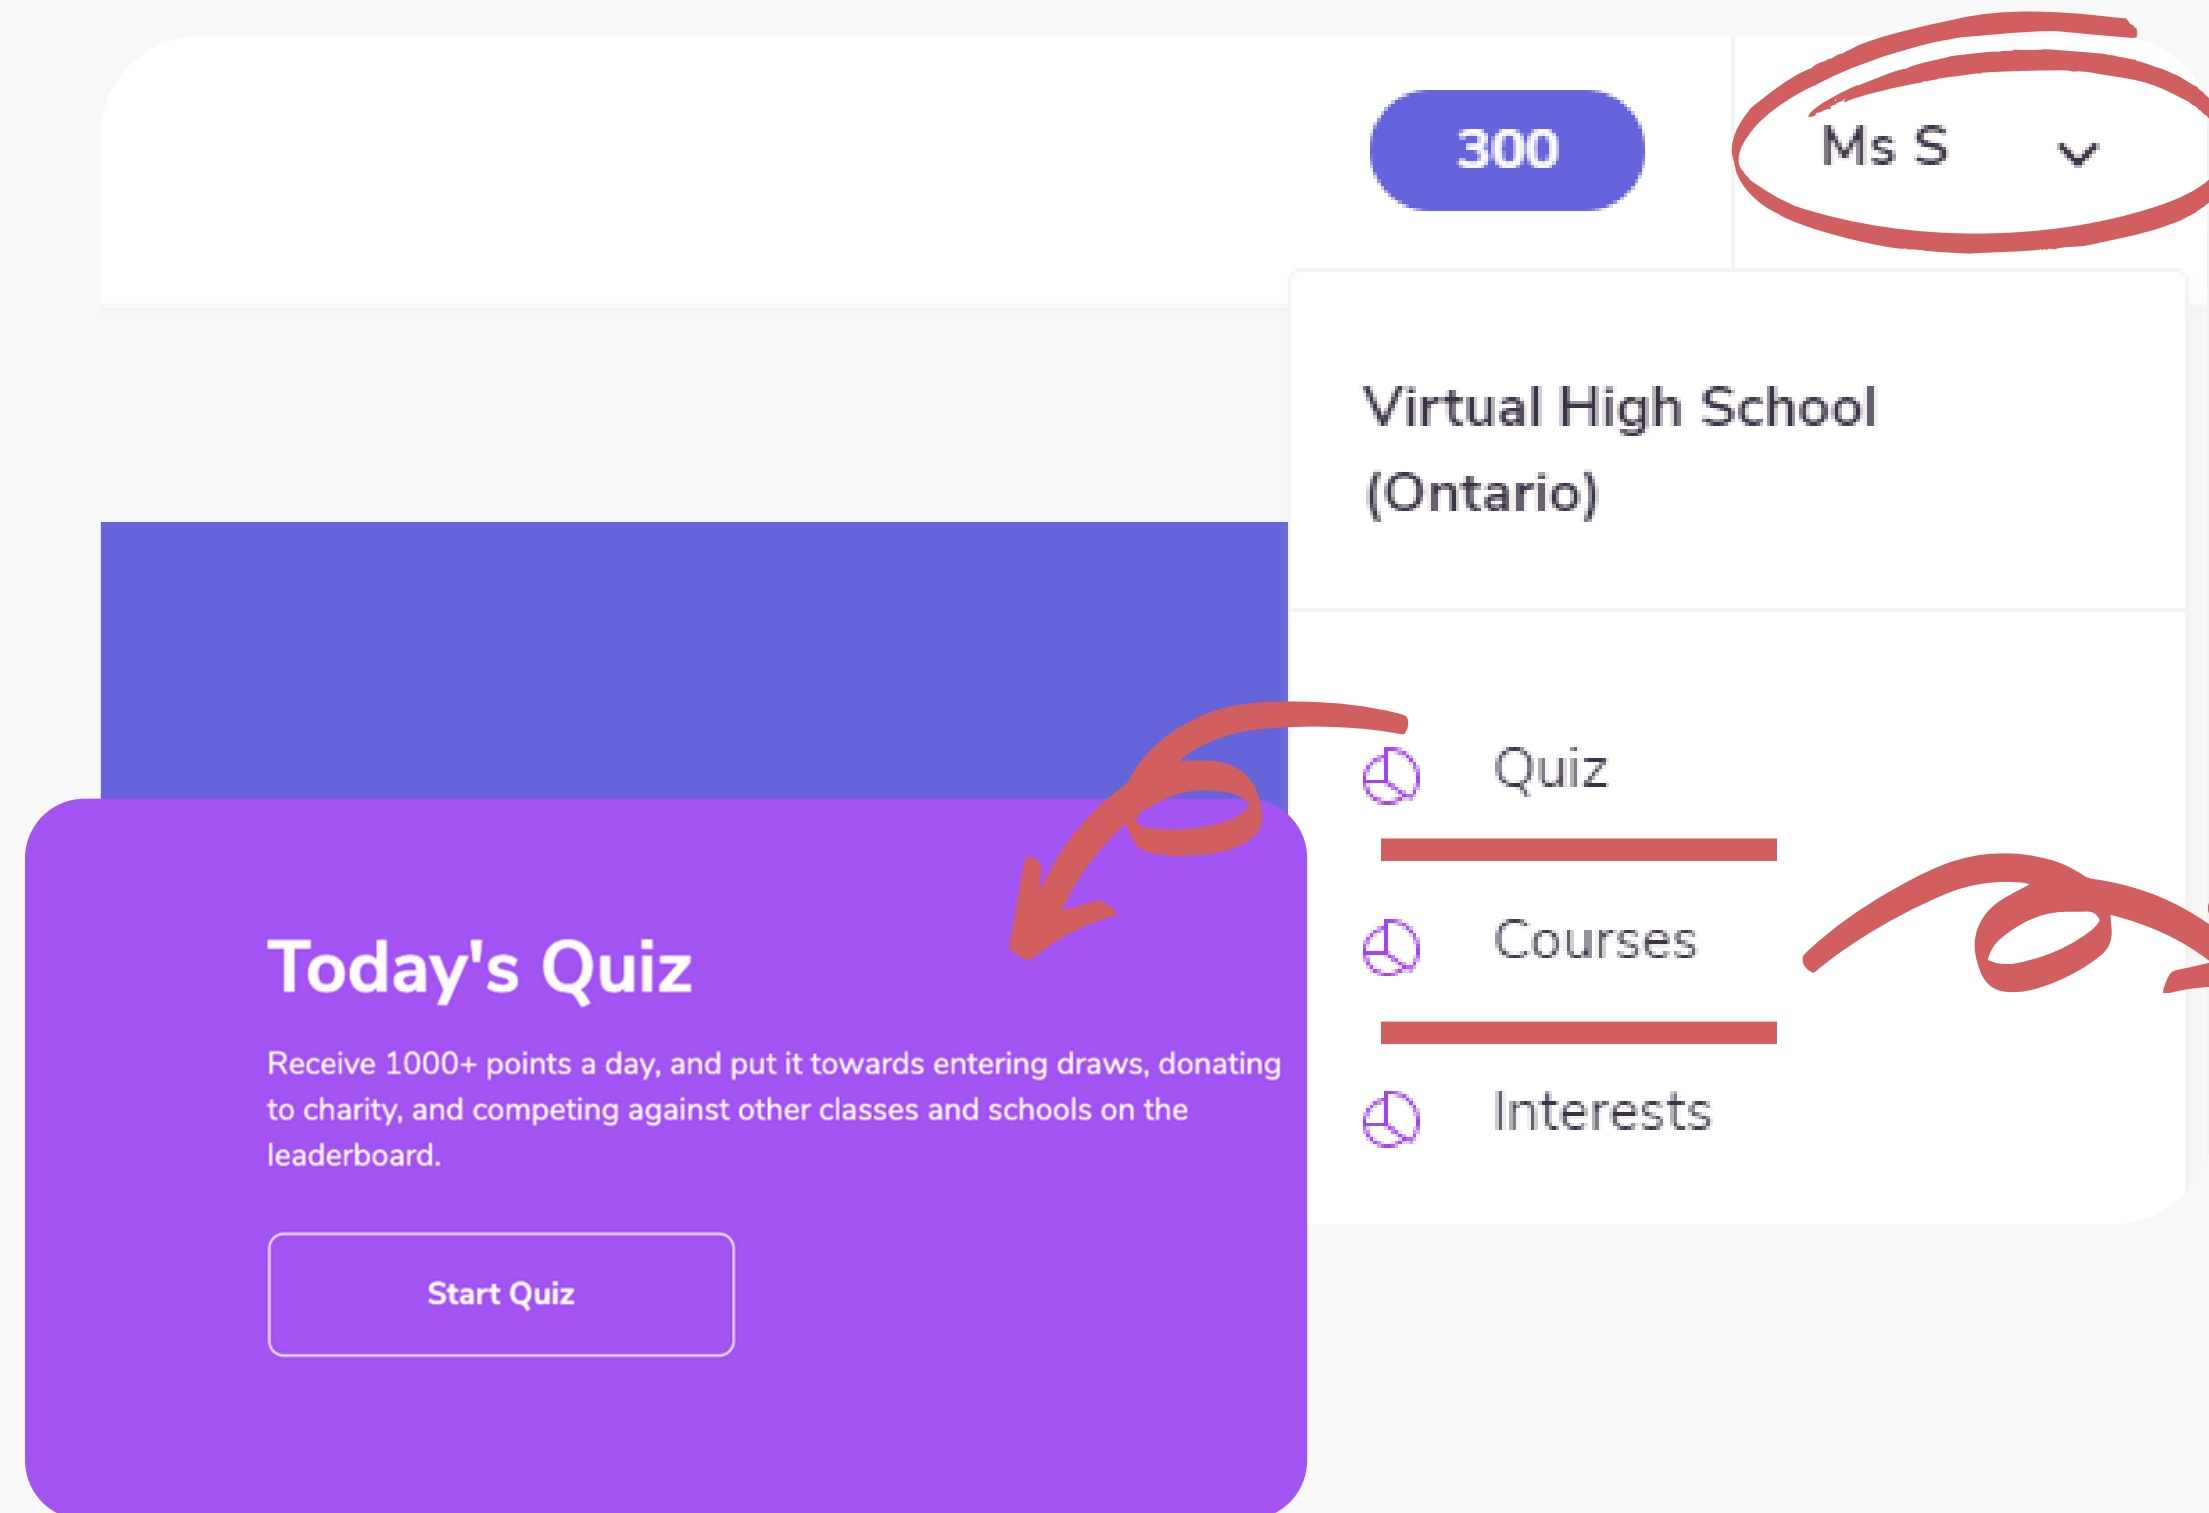 300
Ms S
Virtual High School
(Ontario)
Quiz
Courses
Interests
Today's Quiz
Receive 1000+ points a day, and put it towards entering draws, donating
to charity, and competing against other classes and schools on the
leaderboard.
Start Quiz